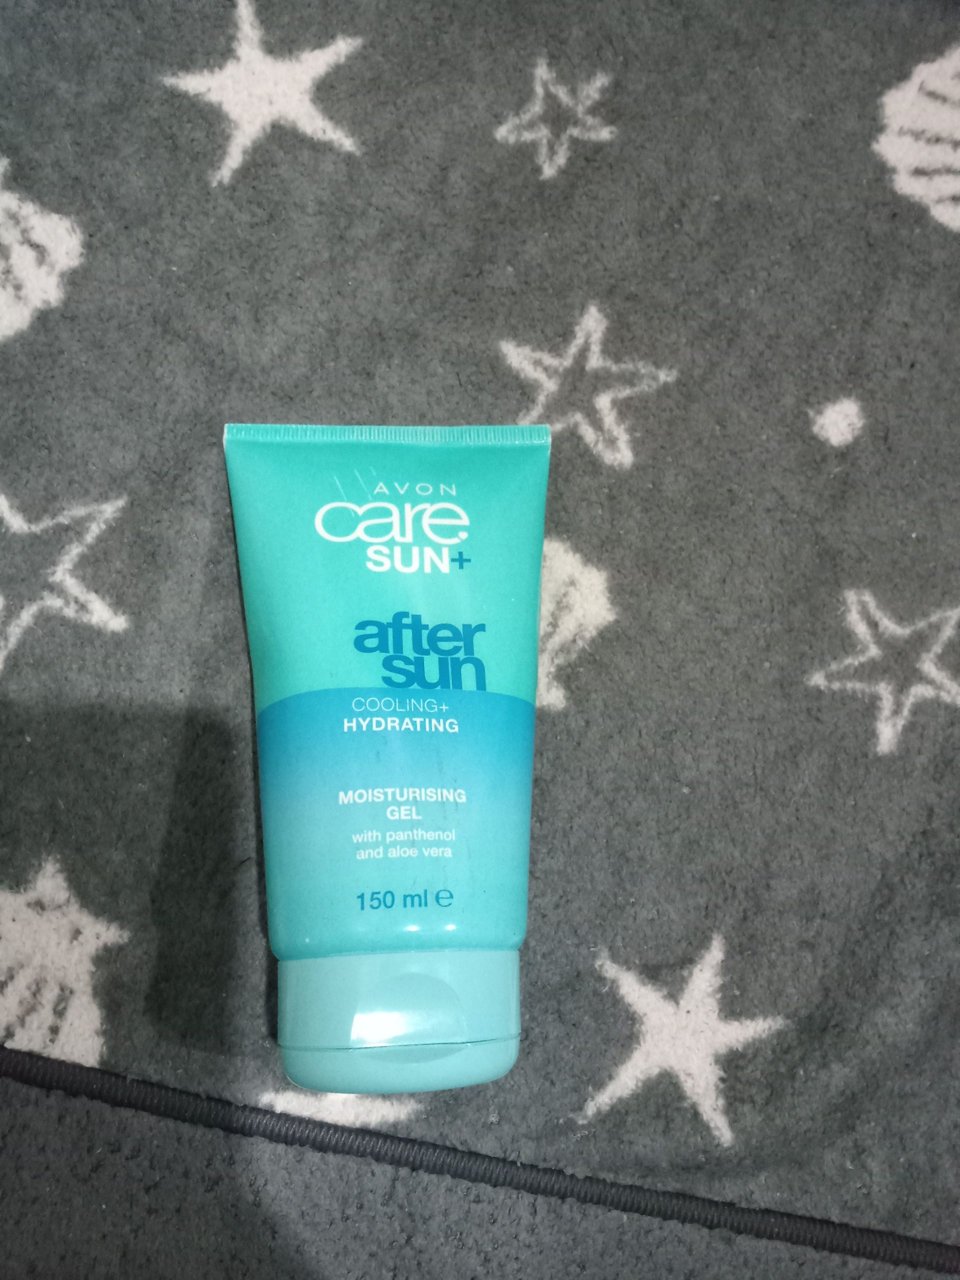 AVON
care.
SUN+
after
sun
COOLING+
HYDRATING
MOISTURISING
GEL
with panthenol
and aloe vera
150 ml e